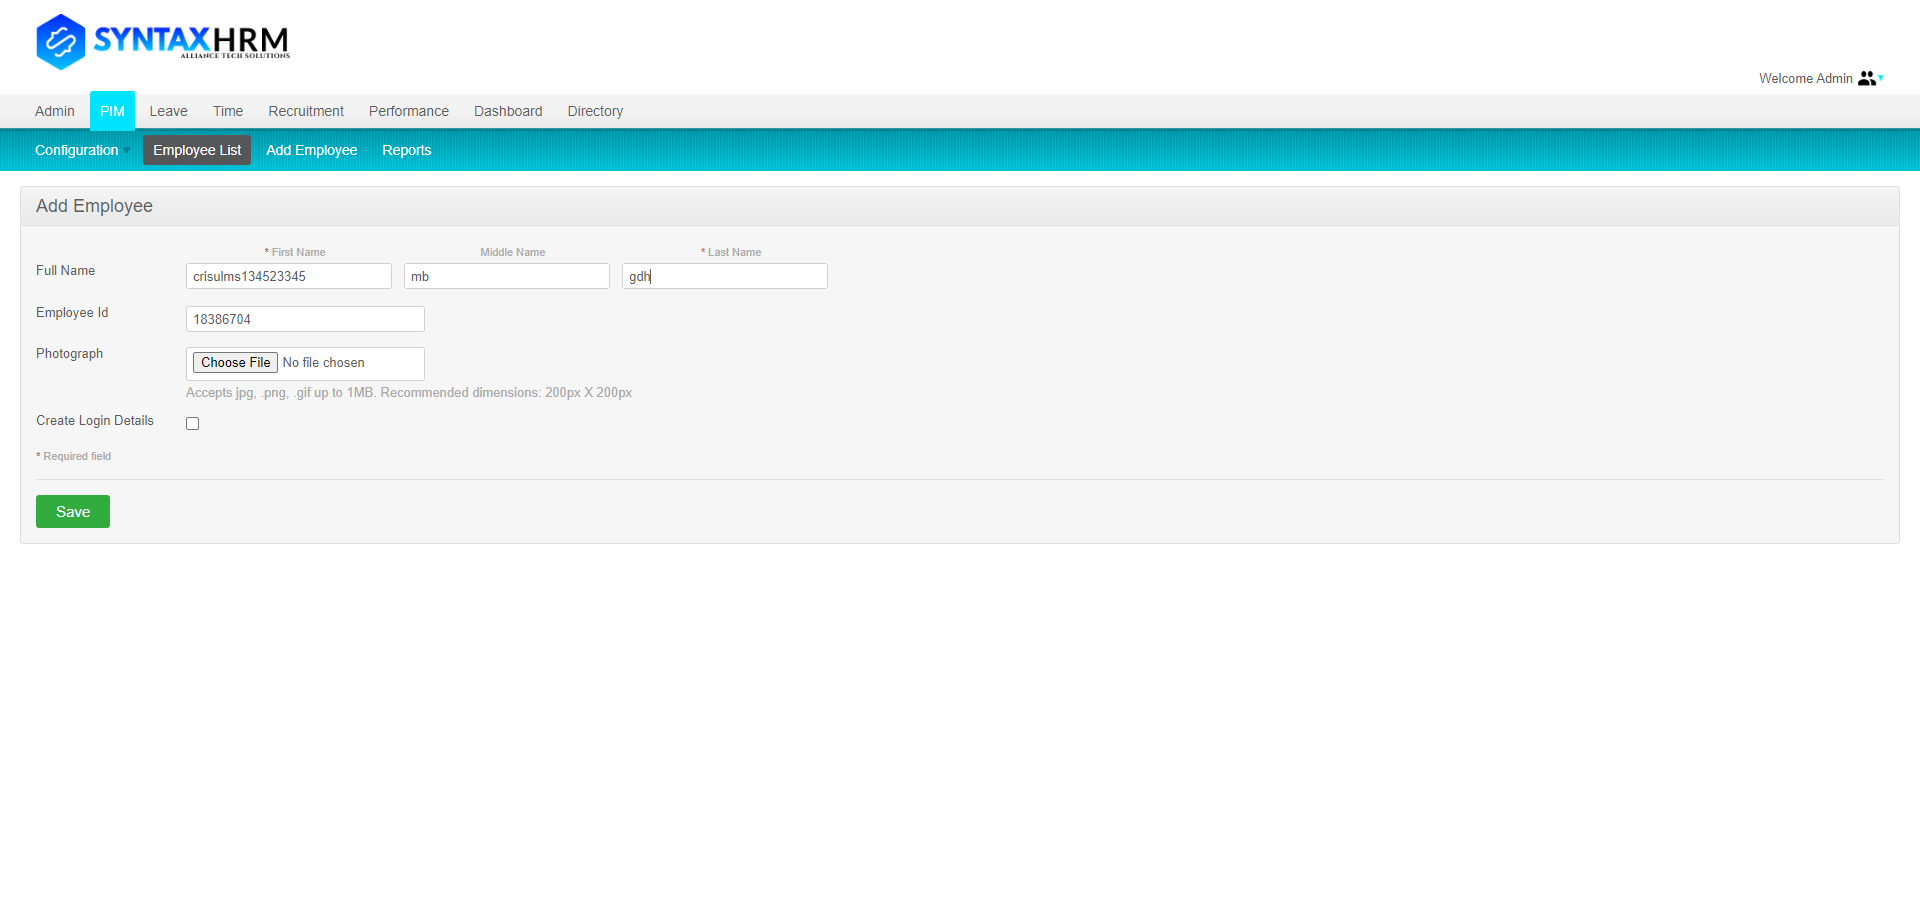 SYNTAXHRM
ALLIANCE TECH SOLUTIONS
Welcome Admin
Admin PIM Leave Time Recruitment Performance Dashboard Directory
Configuration Employee List Add Employee Reports
Add Employee
* First Name Middle Name * Last Name
Full Name crisulms134523345 mb gdh
Employee Id 18386704
Photograph Choose File No file chosen
Accepts jpg, .png, .gif up to 1MB. Recommended dimensions: 200px X 200px
Create Login Details
* Required field
Save